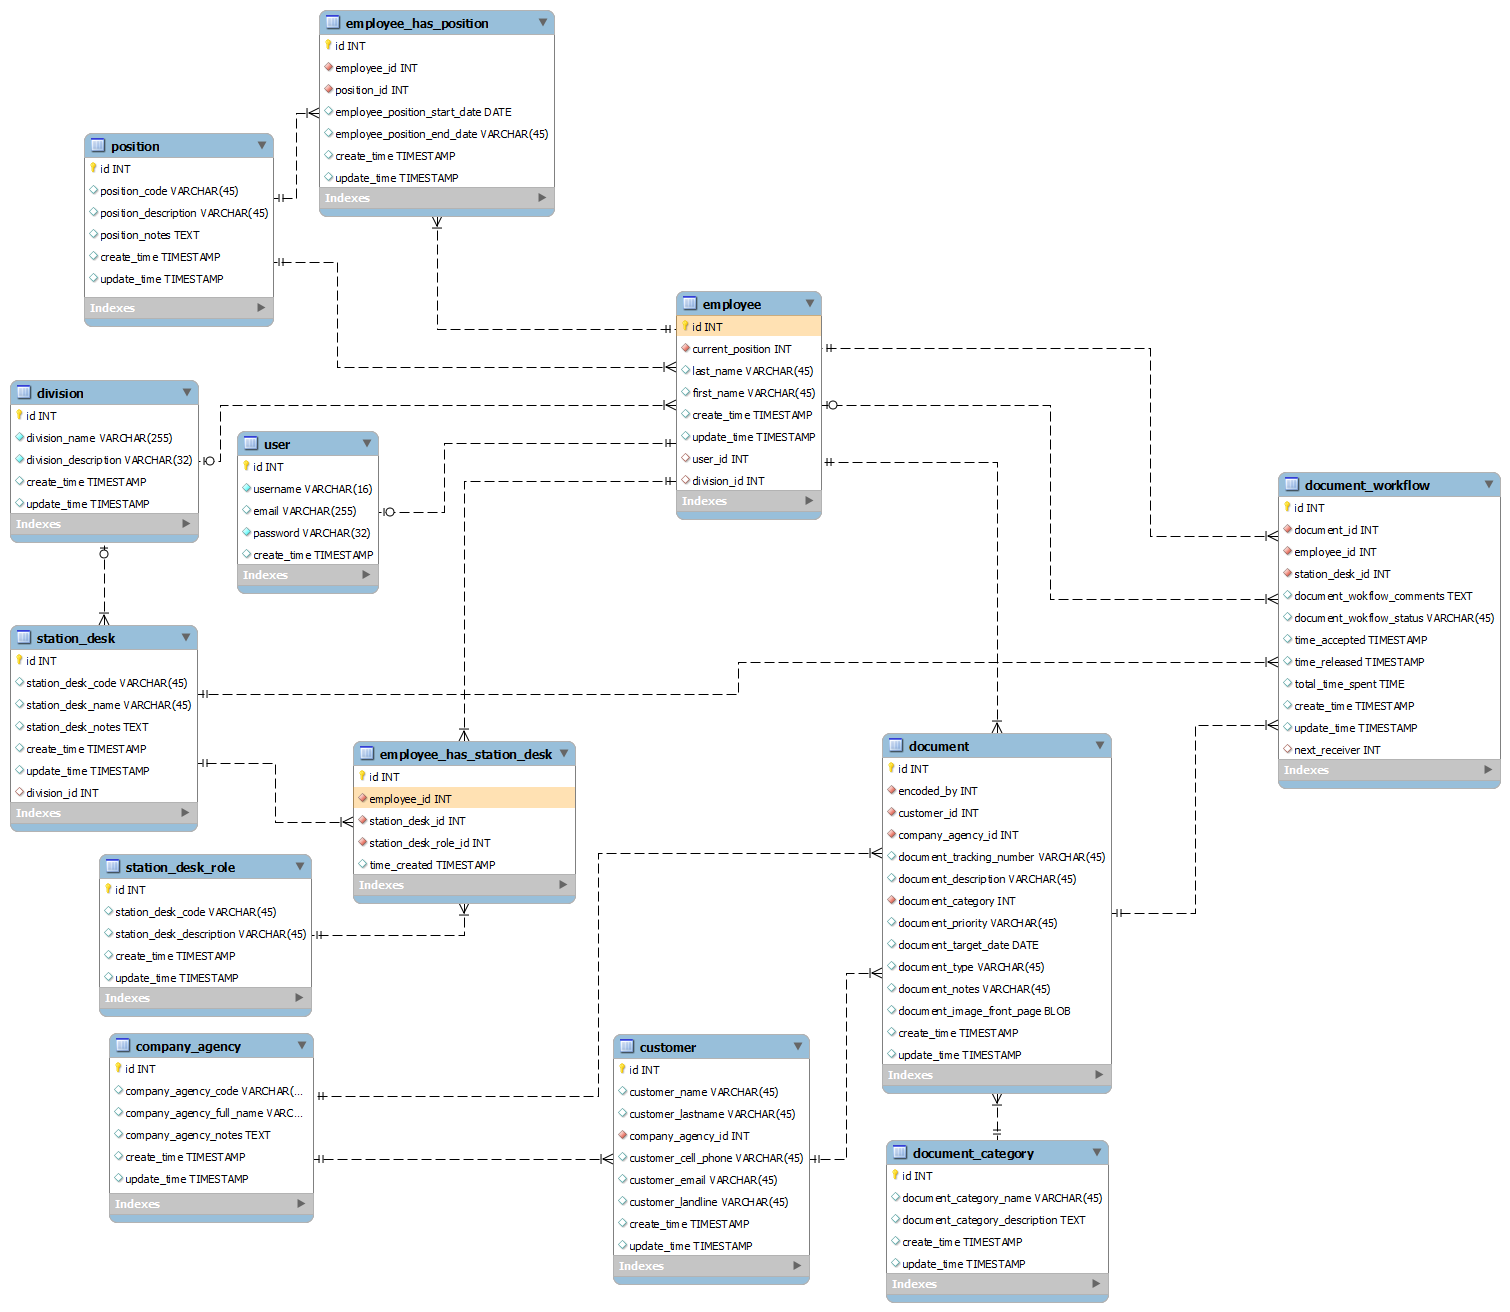 employee_has_position
id INT
employee_id INT
position_id INT
employee_position_start_date DATE
employee_position_end_date VARCHAR(45)
create_time TIMESTAMP
update_time TIMESTAMP
Indexes
position
id INT
position_code VARCHAR(45)
position_description VARCHAR(45)
position_notes TEXT
create_time TIMESTAMP
update_time TIMESTAMP
Indexes
employee
id INT
current_position INT
last_name VARCHAR(45)
first_name VARCHAR(45)
create_time TIMESTAMP
update_time TIMESTAMP
user_id INT
division_id INT
Indexes
division
id INT
division_name VARCHAR(255)
division_description VARCHAR(32)
create_time TIMESTAMP
update_time TIMESTAMP
Indexes
user
id INT
username VARCHAR(16)
email VARCHAR(255)
password VARCHAR(32)
create_time TIMESTAMP
Indexes
document_workflow
id INT
document_id INT
employee_id INT
station_desk_id INT
document_wokflow_comments TEXT
document_wokflow_status VARCHAR(45)
time_accepted TIMESTAMP
time_released TIMESTAMP
total_time_spent TIME
create_time TIMESTAMP
update_time TIMESTAMP
next_receiver INT
Indexes
station_desk
id INT
station_desk_code VARCHAR(45)
station_desk_name VARCHAR(45)
station_desk_notes TEXT
create_time TIMESTAMP
update_time TIMESTAMP
division_id INT
Indexes
employee_has_station_desk
id INT
employee_id INT
station_desk_id INT
station_desk_role_id INT
time_created TIMESTAMP
Indexes
document
id INT
encoded_by INT
customer_id INT
company_agency_id INT
document_tracking_number VARCHAR(45)
document_description VARCHAR(45)
document_category INT
document_priority VARCHAR(45)
document_target_date DATE
document_type VARCHAR(45)
document_notes VARCHAR(45)
document_image_front_page BLOB
create_time TIMESTAMP
update_time TIMESTAMP
Indexes
station_desk_role
id INT
station_desk_code VARCHAR(45)
station_desk_description VARCHAR(45)
create_time TIMESTAMP
update_time TIMESTAMP
Indexes
company_agency
id INT
company_agency_code VARCHAR(...
company_agency_full_name VARC...
company_agency_notes TEXT
create_time TIMESTAMP
update_time TIMESTAMP
Indexes
customer
id INT
customer_name VARCHAR(45)
customer_lastname VARCHAR(45)
company_agency_id INT
customer_cell_phone VARCHAR(45)
customer_email VARCHAR(45)
customer_landline VARCHAR(45)
create_time TIMESTAMP
update_time TIMESTAMP
Indexes
document_category
id INT
document_category_name VARCHAR(45)
document_category_description TEXT
create_time TIMESTAMP
update_time TIMESTAMP
Indexes